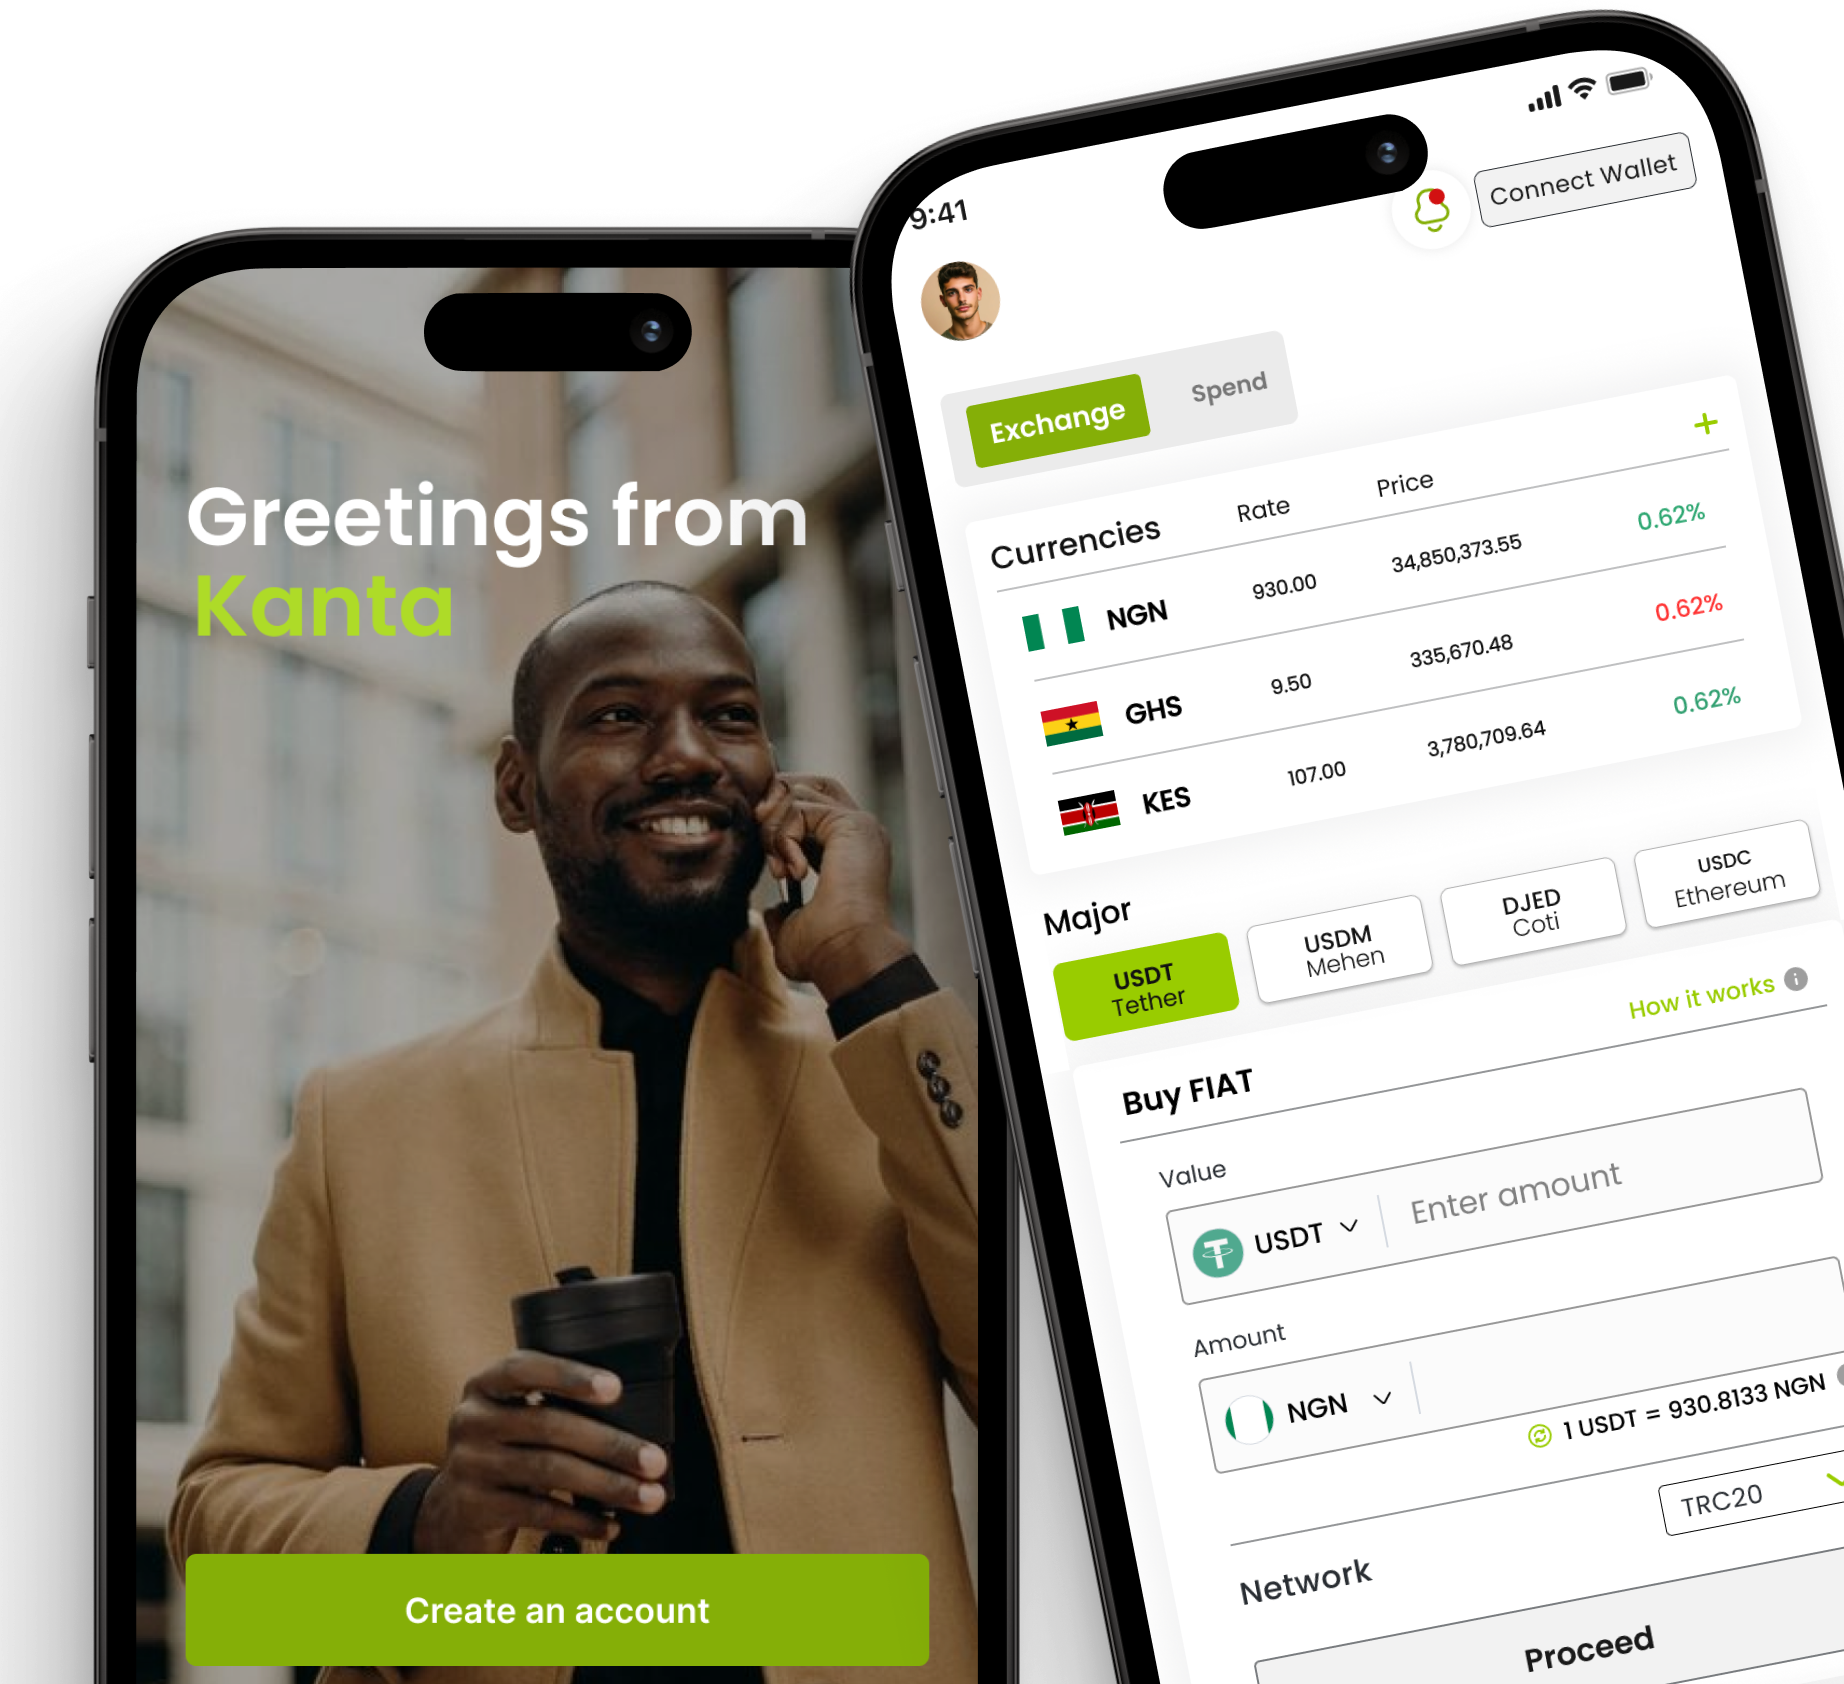 Greetings from
Kanta
Create an account
9:41
Connect Wallet
Exchange
Spend
+
Currencies Rate Price
NGN 930.00 34,850,373.55 0.62%
GHS 9.50 335,670.48 0.62%
KES 107.00 3,780,709.64 0.62%
Major
USDT
Tether
USDM
Mehen
DJED
Coti
USDC
Ethereum
How it works i
Buy FIAT
Value
USDT Enter amount
Amount
NGN
1 USDT = 930.8133 NGN
TRC20
Network
Proceed